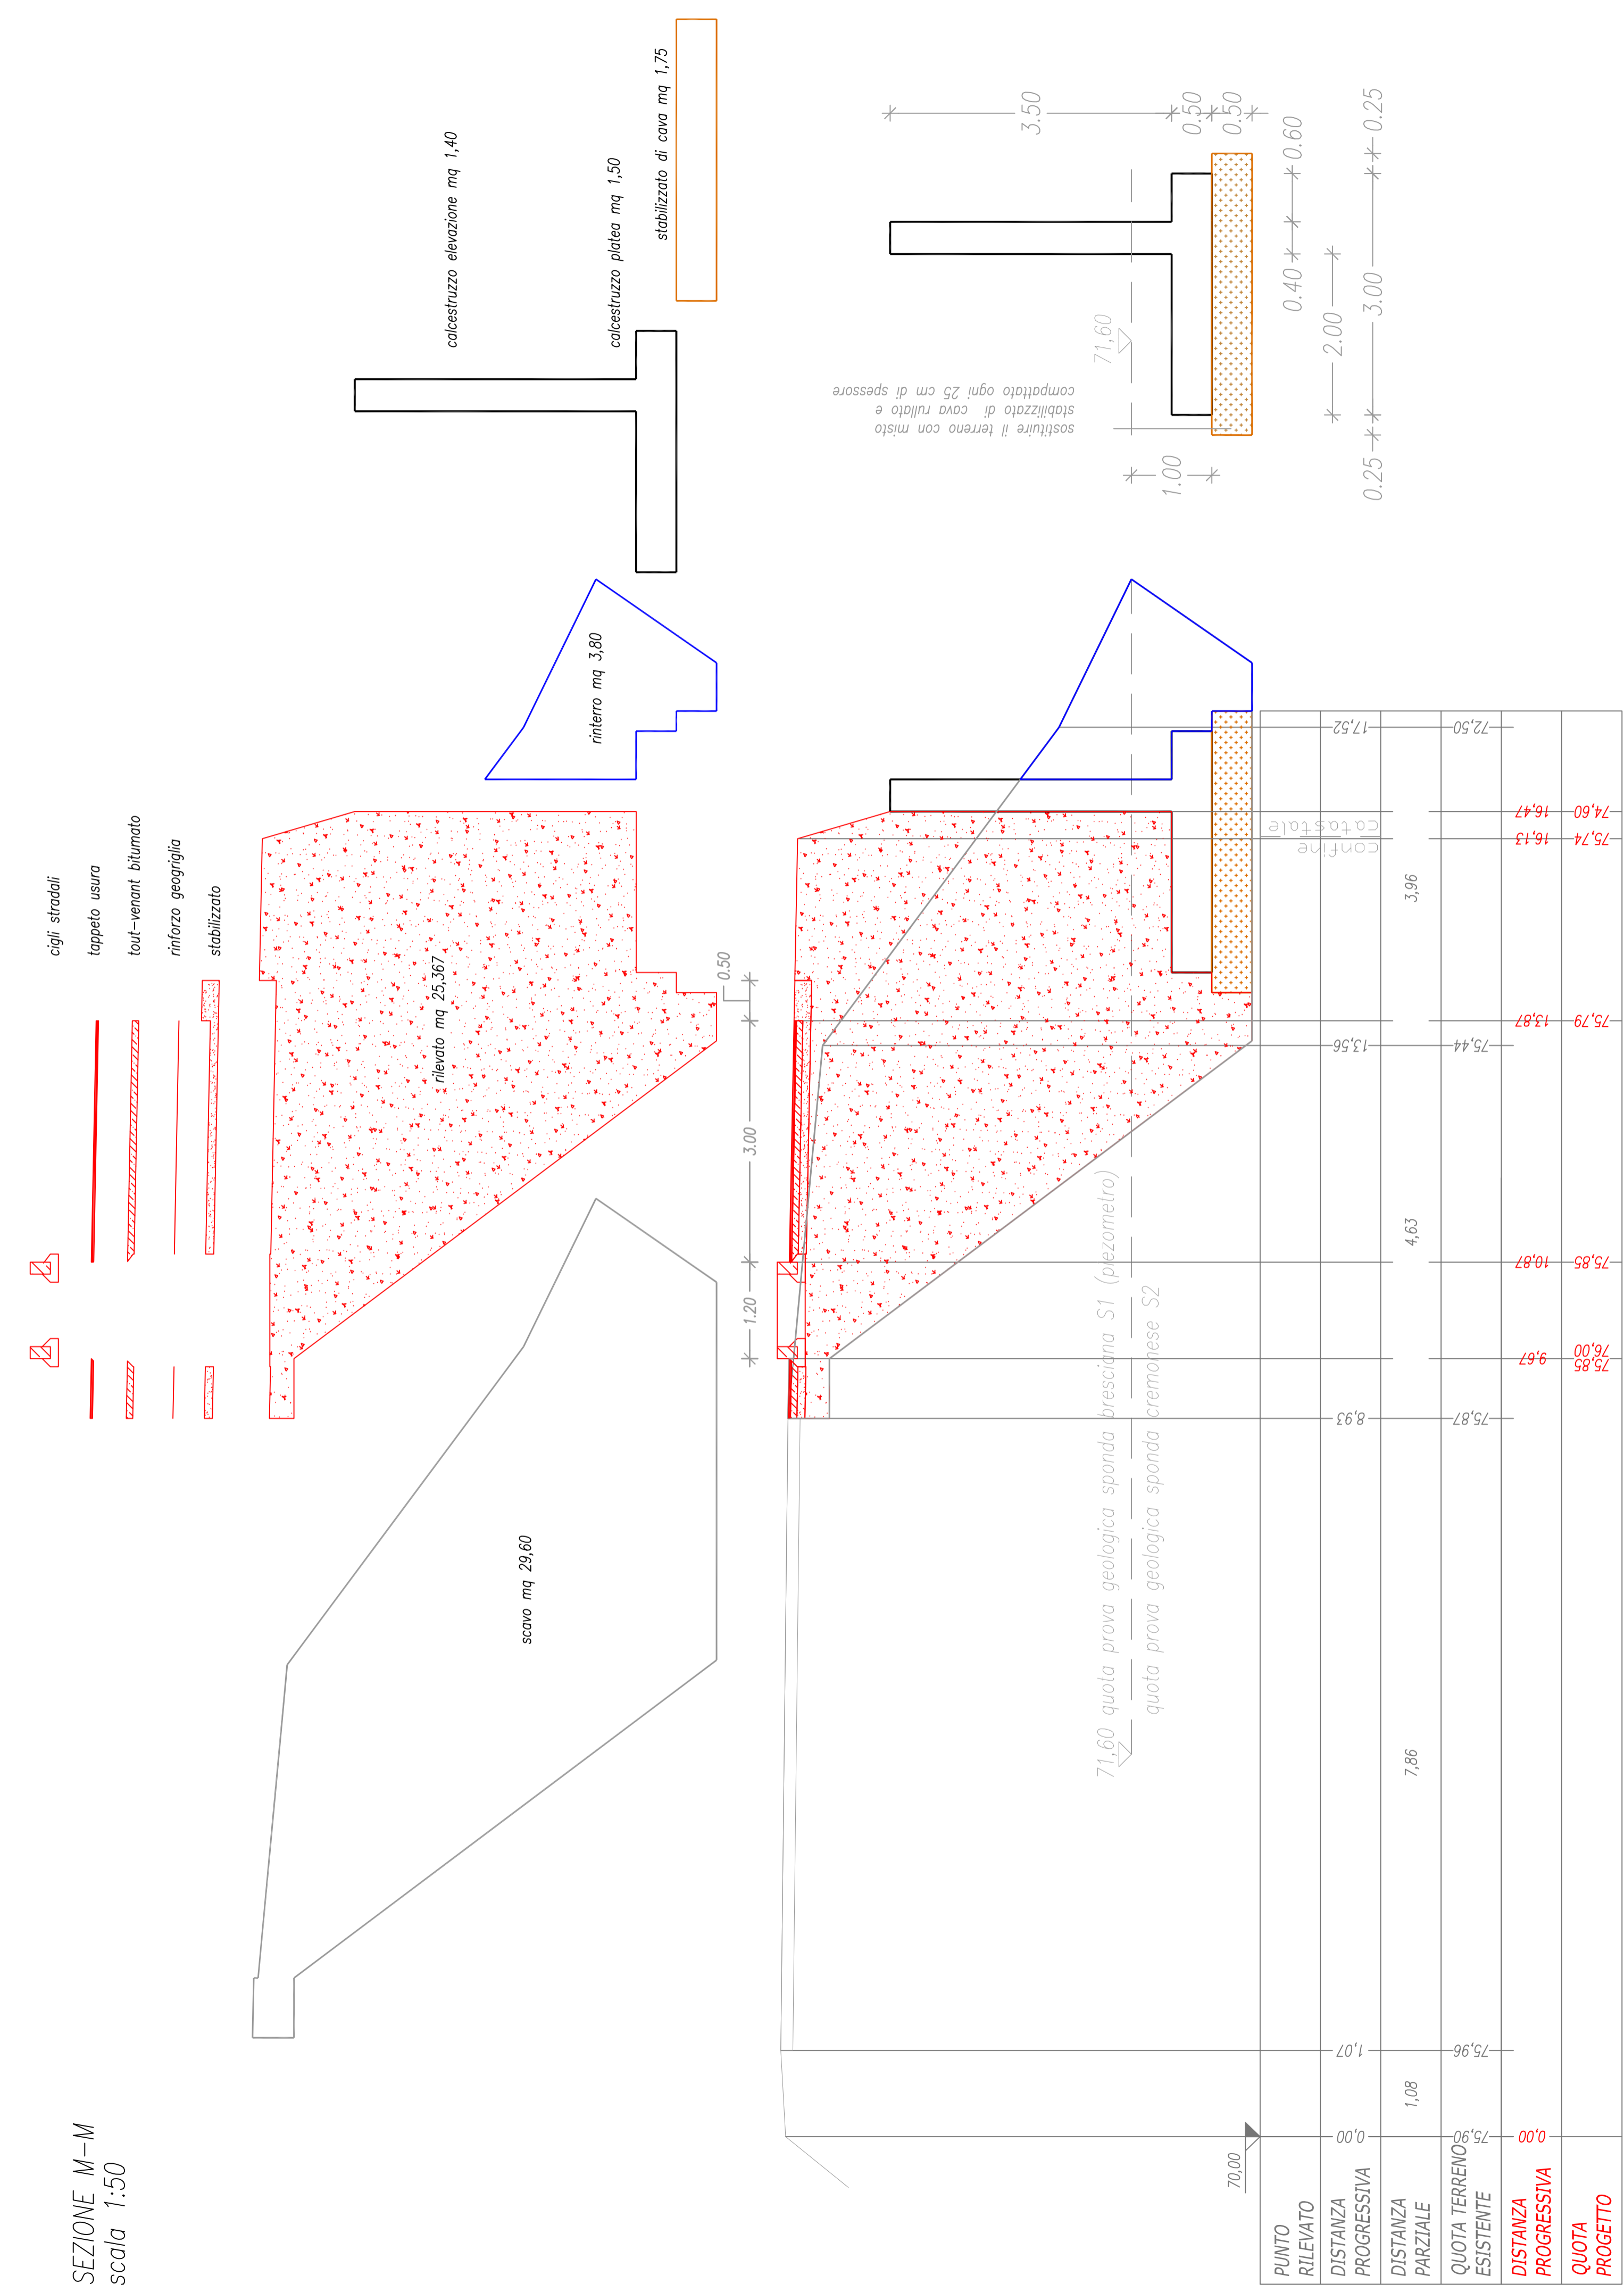 SEZIONE M-M
scala 1:50
cigli stradali
tappeto usura
tout-venant bitumato
rinforzo geogriglia
stabilizzato
scavo mq 29,60
rilevato mq 25,367
rinterro mq 3,80
calcestruzzo elevazione mq 1,40
calcestruzzo platea mq 1,50
stabilizzato di cava mq 1,75
1.20
3.00
0.50
71,60 quota prova geologica sponda bresciana S1 (piezometro)
quota prova geologica sponda cremonese S2
confine
catastale
sostituire il terreno con misto
stabilizzato di cava rullato e
compattato ogni 25 cm di spessore
71,60
1.00
3.50
0.50
0.50
0.40
0.60
2.00
0.25
3.00
0.25
70,00
PUNTO
RILEVATO
DISTANZA
PROGRESSIVA
0,00
1,07
8,93
13,56
17,52
DISTANZA
PARZIALE
1,08
7,86
4,63
3,96
QUOTA TERRENO
ESISTENTE
75,90
75,96
75,87
75,44
72,50
DISTANZA
PROGRESSIVA
0,00
9,67
10,87
13,87
16,13
16,47
QUOTA
PROGETTO
75,85
76,00
75,85
75,79
75,74
74,60